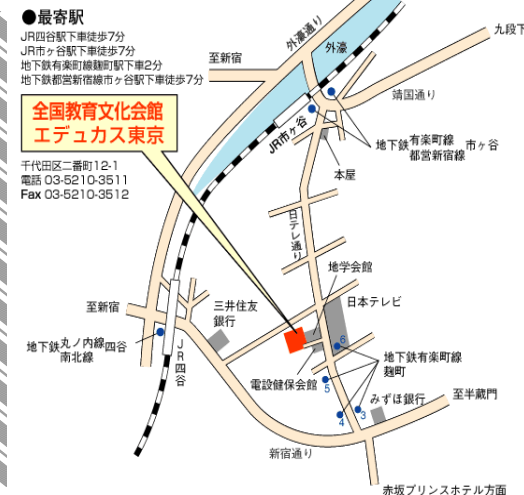 ●最寄駅
JR四谷駅下車徒歩7分
JR市ヶ谷駅下車徒歩7分
地下鉄有楽町線麹町駅下車2分
地下鉄都営新宿線市ヶ谷駅下車徒歩7分
全国教育文化会館
エデュカス東京
千代田区二番町12-1
電話 03-5210-3511
Fax 03-5210-3512
外濠通り
外濠
九段下
至新宿
靖国通り
JR市ヶ谷
地下鉄有楽町線
都営新宿線
市ヶ谷
本屋
日テレ通り
地学会館
日本テレビ
至新宿
三井住友
銀行
地下鉄丸ノ内線
南北線
四谷
JR四谷
電設健保会館
6
地下鉄有楽町線
麹町
5
みずほ銀行
4
3
至半蔵門
新宿通り
赤坂プリンスホテル方面